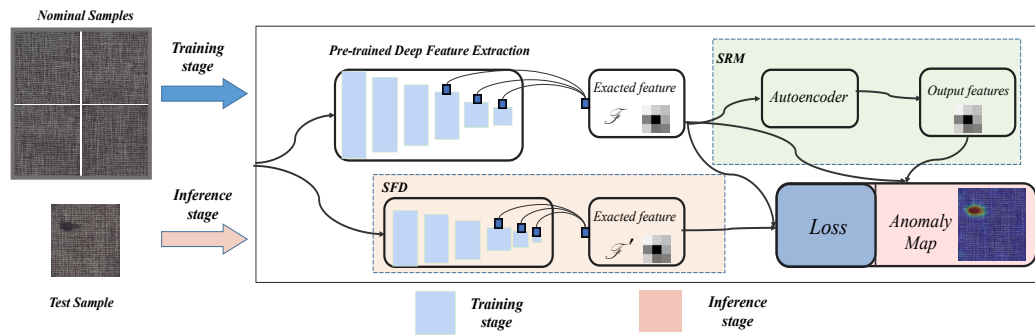 Nominal Samples
Training
stage
Inference
stage
Test Sample
Pre-trained Deep Feature Extraction
Exacted feature
ℱ
SRM
Autoencoder
Output features
SFD
Exacted feature
ℱ′
Loss
Anomaly
Map
Training
stage
Inference
stage